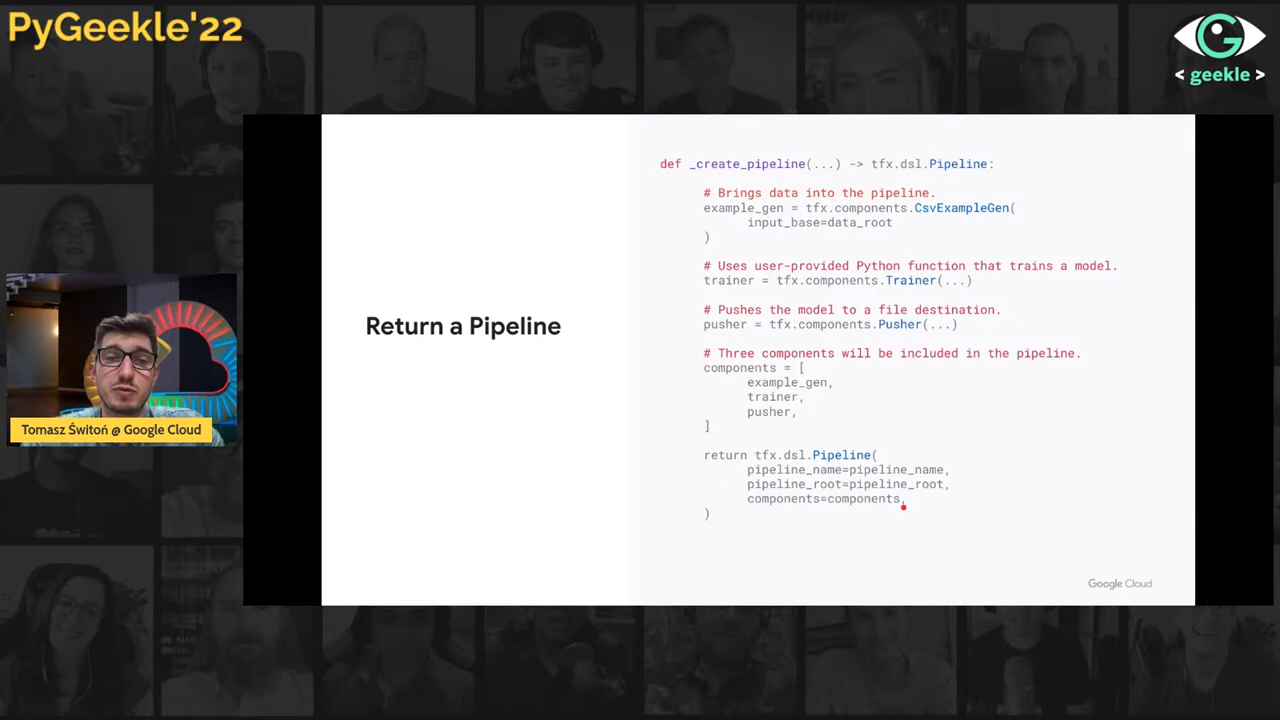 PyGeekle'22
G
< geekle >
Return a Pipeline
def _create_pipeline(...) -> tfx.dsl.Pipeline:
# Brings data into the pipeline.
example_gen = tfx.components.CsvExampleGen(
input_base=data_root
)
# Uses user-provided Python function that trains a model.
trainer = tfx.components.Trainer(...)
# Pushes the model to a file destination.
pusher = tfx.components.Pusher(...)
# Three components will be included in the pipeline.
components = [
example_gen,
trainer,
pusher,
]
return tfx.dsl.Pipeline(
pipeline_name=pipeline_name,
pipeline_root=pipeline_root,
components=components,
)
Google Cloud
Tomasz Świtoń @ Google Cloud